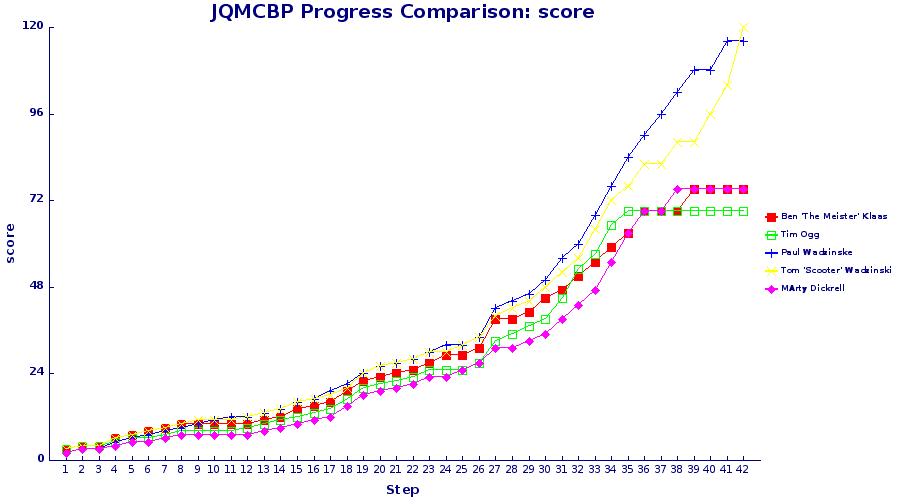 JQMCBP Progress Comparison: score
120
96
72
48
24
0
score
1 2 3 4 5 6 7 8 9 10 11 12 13 14 15 16 17 18 19 20 21 22 23 24 25 26 27 28 29 30 31 32 33 34 35 36 37 38 39 40 41 42
Step
Ben 'The Meister' Klaas
Tim Ogg
Paul Wadzinske
Tom 'Scooter' Wadzinski
MArty Dickrell